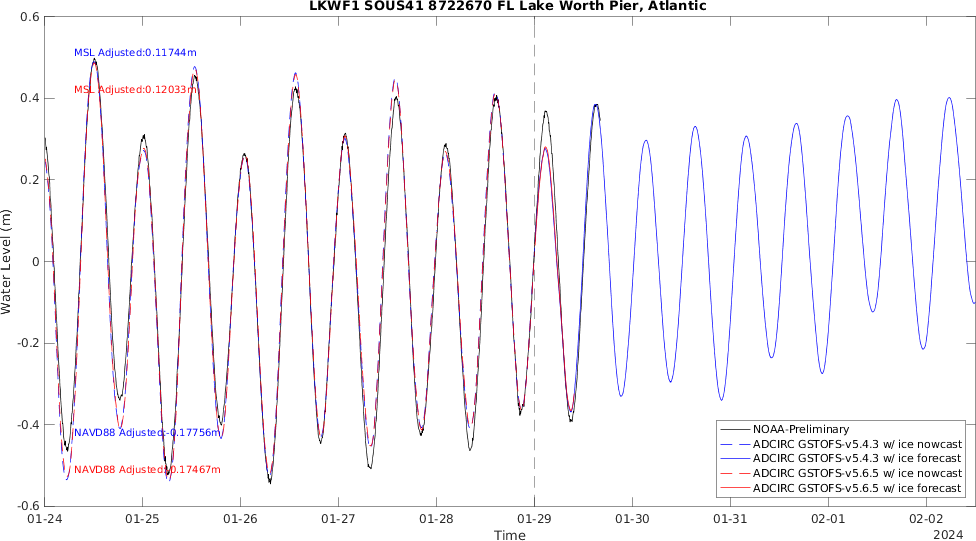 LKWF1 SOUS41 8722670 FL Lake Worth Pier, Atlantic
0.6
0.4
0.2
0
-0.2
-0.4
-0.6
Water Level (m)
MSL Adjusted:0.11744m
MSL Adjusted:0.12033m
NAVD88 Adjusted:-0.17756m
NAVD88 Adjusted:-0.17467m
NOAA-Preliminary
ADCIRC GSTOFS-v5.4.3 w/ ice nowcast
ADCIRC GSTOFS-v5.4.3 w/ ice forecast
ADCIRC GSTOFS-v5.6.5 w/ ice nowcast
ADCIRC GSTOFS-v5.6.5 w/ ice forecast
01-24 01-25 01-26 01-27 01-28 01-29 01-30 01-31 02-01 02-02
Time
2024